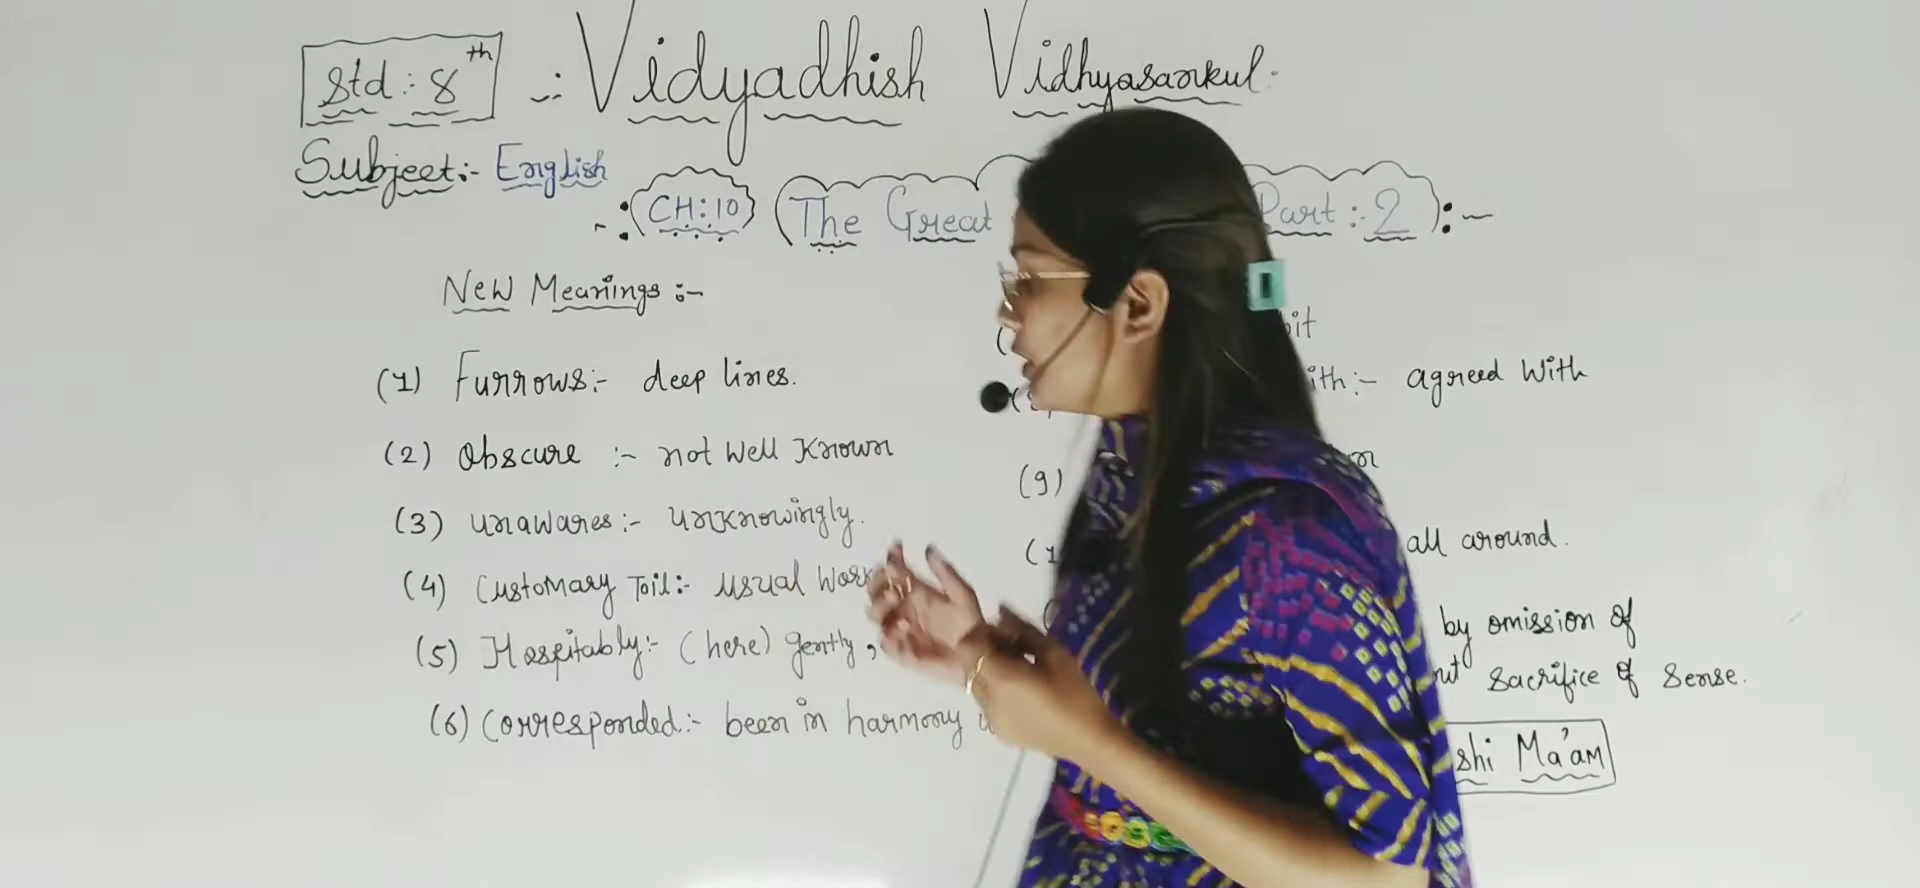 Std :- 8th
-:- Vidyadhish Vidhyasankul.
Subject:- English
CH:10 The Great Part :- 2 :-
New Meanings :-
(1) Furrows:- deep lines.
(2) Obscure :- not well known
(3) unawares:- unknowingly.
(4) Customary Toil:- usual work
(5) Hospitably:- (here) gently,
(6) Corresponded:- been in harmony
ith:- agreed with
(9)
all around.
by omission of
sacrifice of sense.
shi Ma'am